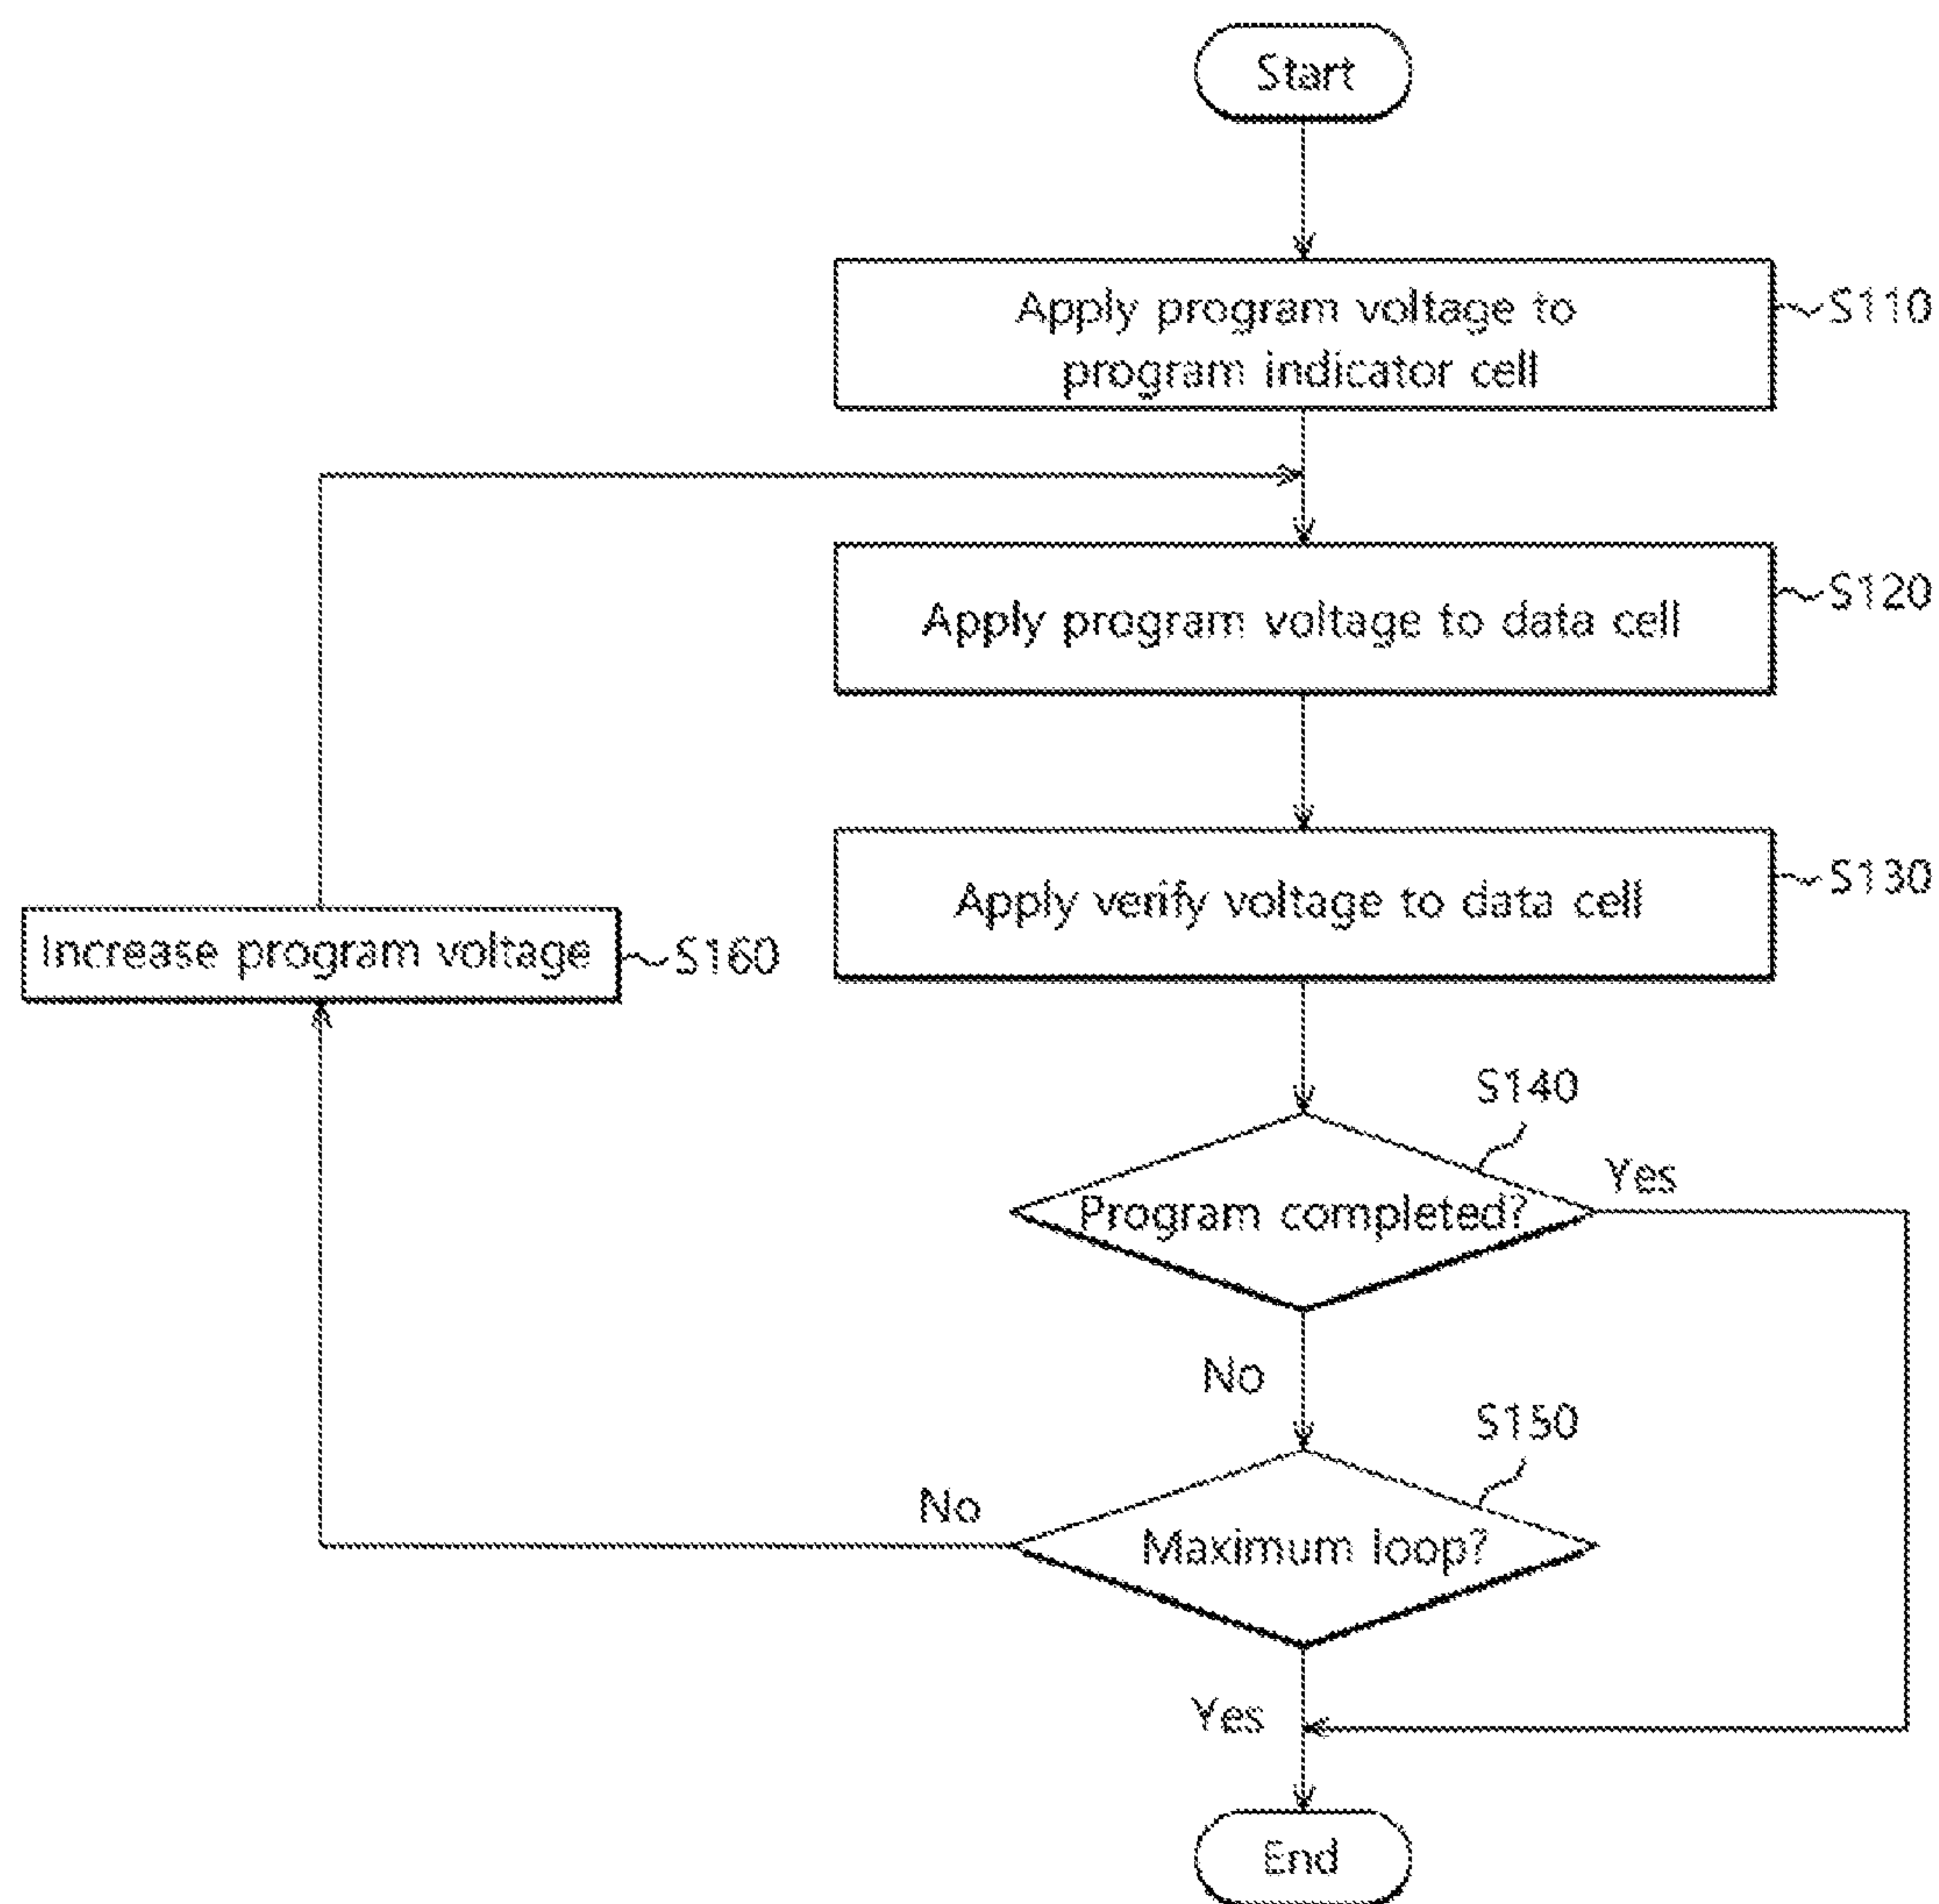 Start
Apply program voltage to
program indicator cell
S110
Apply program voltage to data cell
S120
Apply verify voltage to data cell
S130
Increase program voltage
S160
S140
Program completed?
Yes
No
S150
Maximum loop?
No
Yes
End